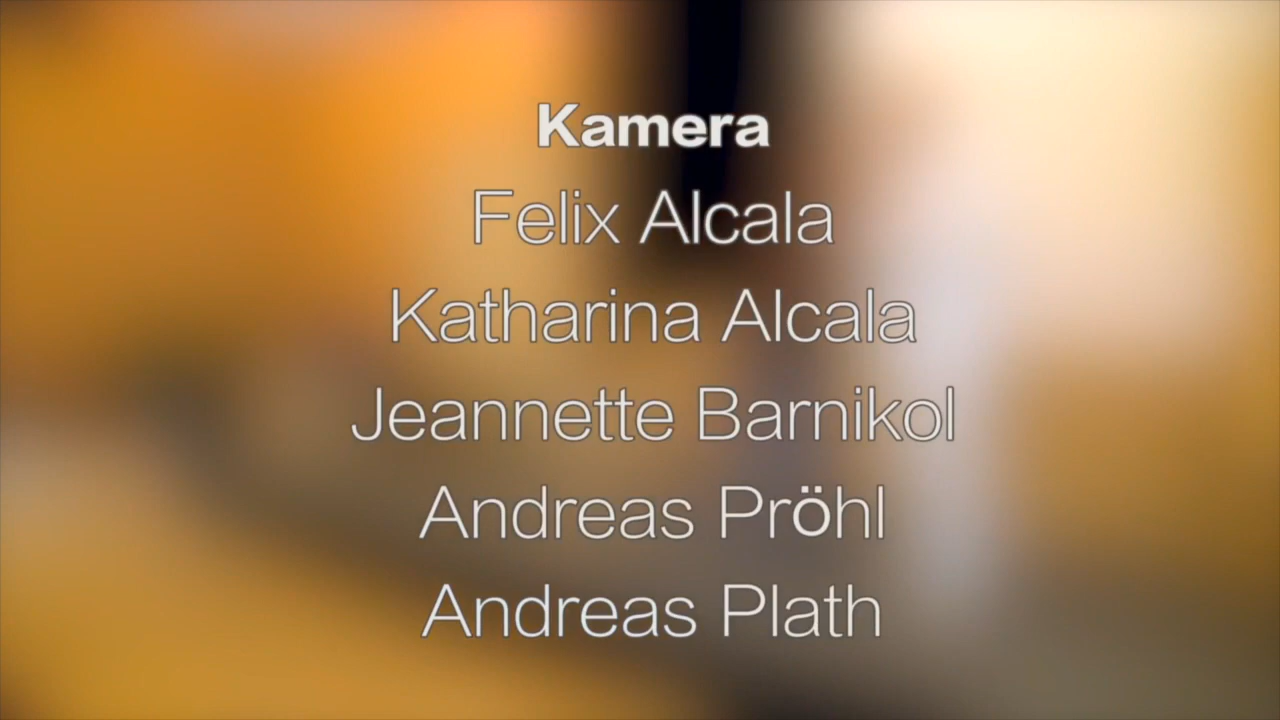 Kamera
Felix Alcala
Katharina Alcala
Jeannette Barnikol
Andreas Pröhl
Andreas Plath